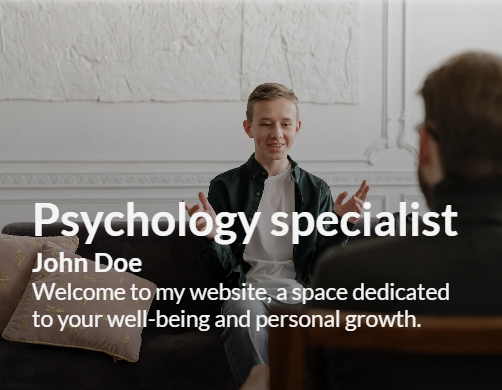 Psychology specialist
John Doe
Welcome to my website, a space dedicated
to your well-being and personal growth.